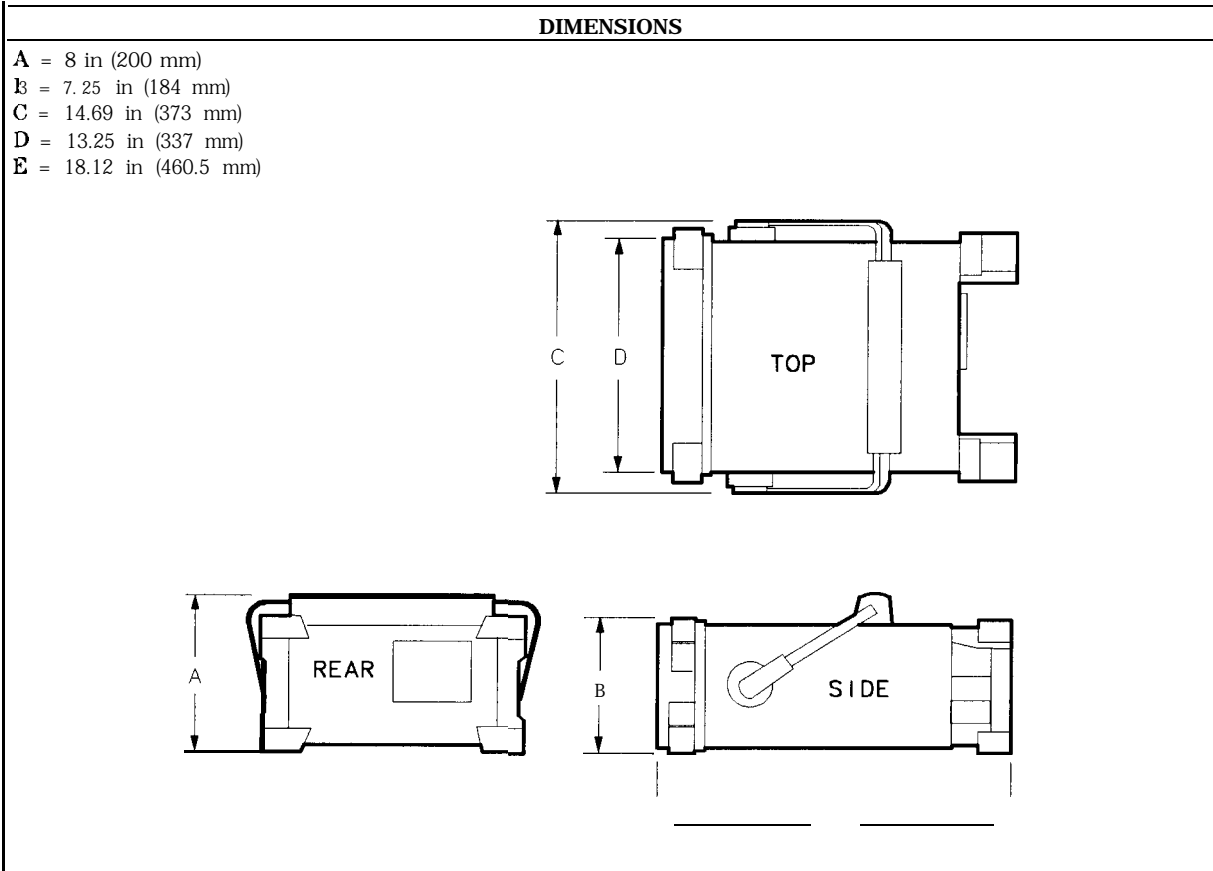 DIMENSIONS
A = 8 in (200 mm)
B = 7.25 in (184 mm)
C = 14.69 in (373 mm)
D = 13.25 in (337 mm)
E = 18.12 in (460.5 mm)
C
D
TOP
A
REAR
B
SIDE